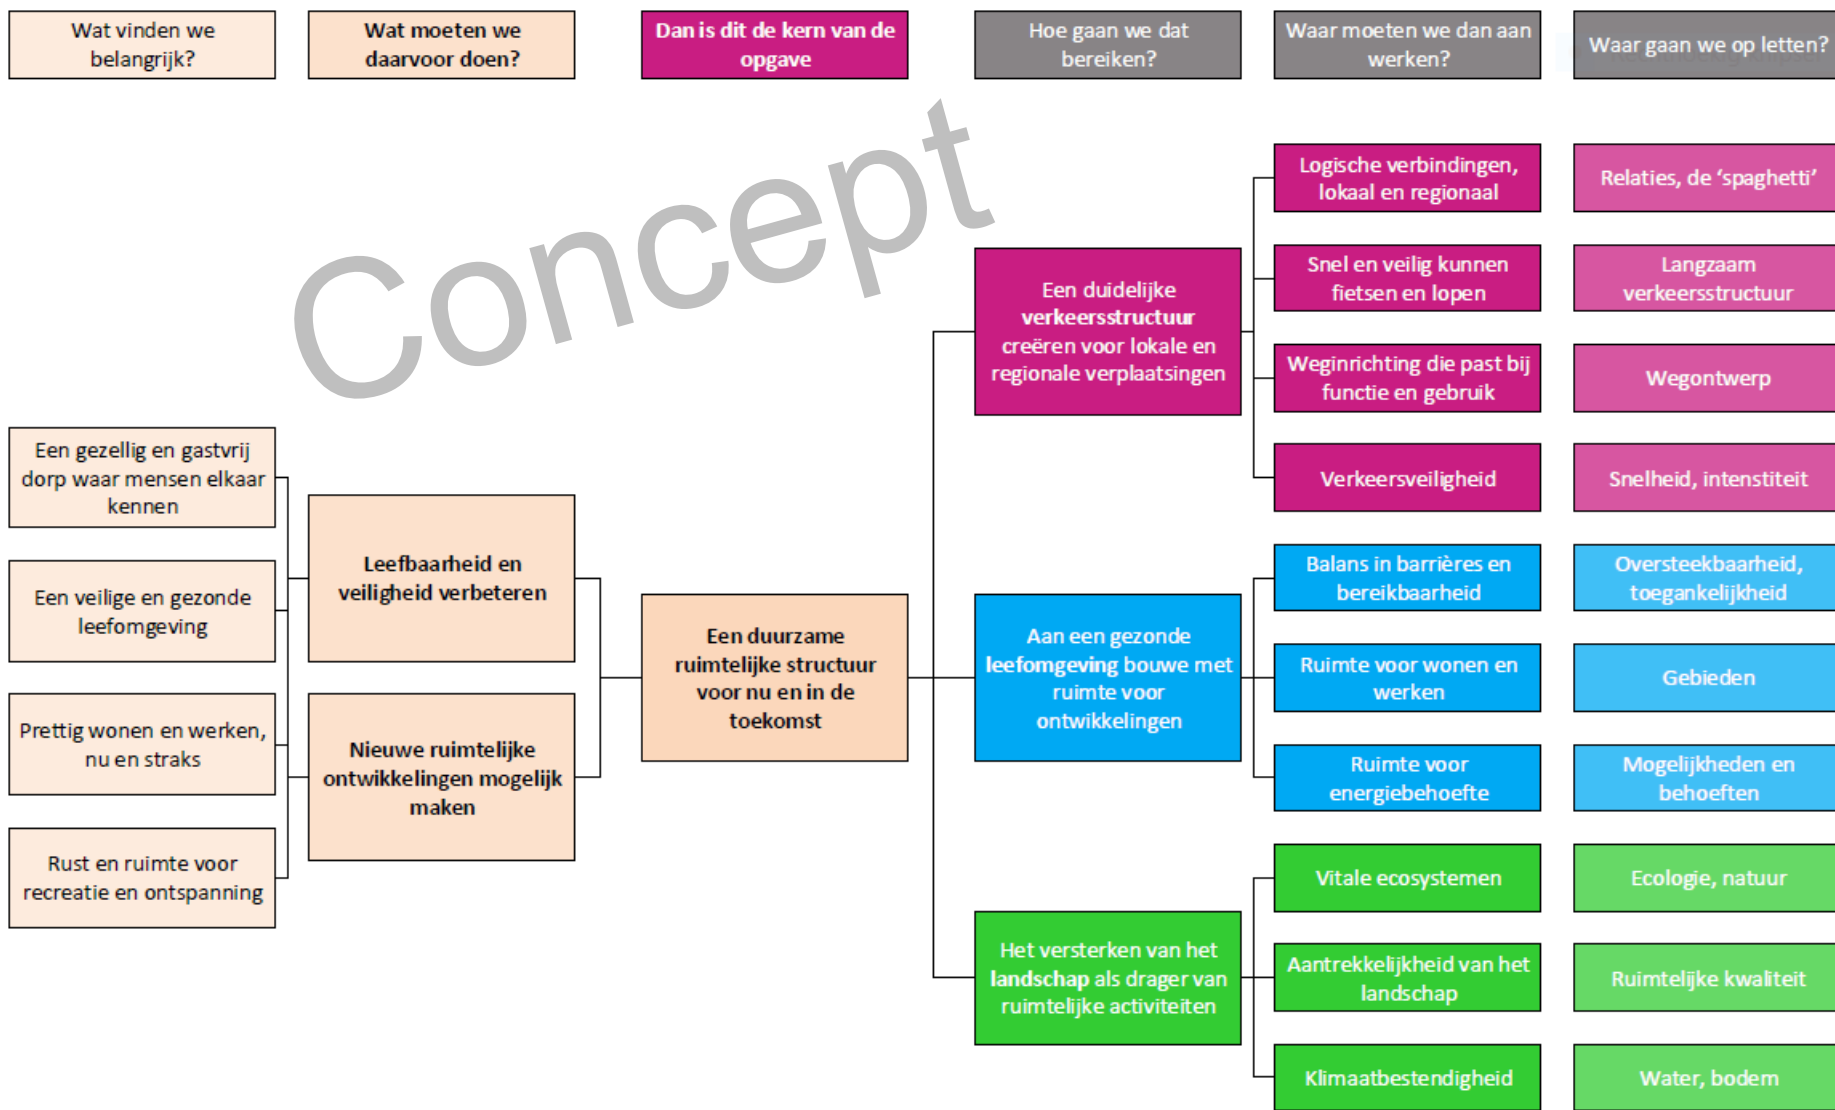 Wat vinden we
belangrijk?
Wat moeten we
daarvoor doen?
Dan is dit de kern van de
opgave
Hoe gaan we dat
bereiken?
Waar moeten we dan aan
werken?
Waar gaan we op letten?
Concept
Een gezellig en gastvrij
dorp waar mensen elkaar
kennen
Een veilige en gezonde
leefomgeving
Prettig wonen en werken,
nu en straks
Rust en ruimte voor
recreatie en ontspanning
Leefbaarheid en
veiligheid verbeteren
Nieuwe ruimtelijke
ontwikkelingen mogelijk
maken
Een duurzame
ruimtelijke structuur
voor nu en in de
toekomst
Een duidelijke
verkeersstructuur
creëren voor lokale en
regionale verplaatsingen
Logische verbindingen,
lokaal en regionaal
Relaties, de ‘spaghetti’
Snel en veilig kunnen
fietsen en lopen
Langzaam
verkeersstructuur
Weginrichting die past bij
functie en gebruik
Wegontwerp
Verkeersveiligheid
Snelheid, intenstiteit
Aan een gezonde
leefomgeving bouwe met
ruimte voor
ontwikkelingen
Balans in barrières en
bereikbaarheid
Oversteekbaarheid,
toegankelijkheid
Ruimte voor wonen en
werken
Gebieden
Ruimte voor
energiebehoefte
Mogelijkheden en
behoeften
Het versterken van het
landschap als drager van
ruimtelijke activiteiten
Vitale ecosystemen
Ecologie, natuur
Aantrekkelijkheid van het
landschap
Ruimtelijke kwaliteit
Klimaatbestendigheid
Water, bodem